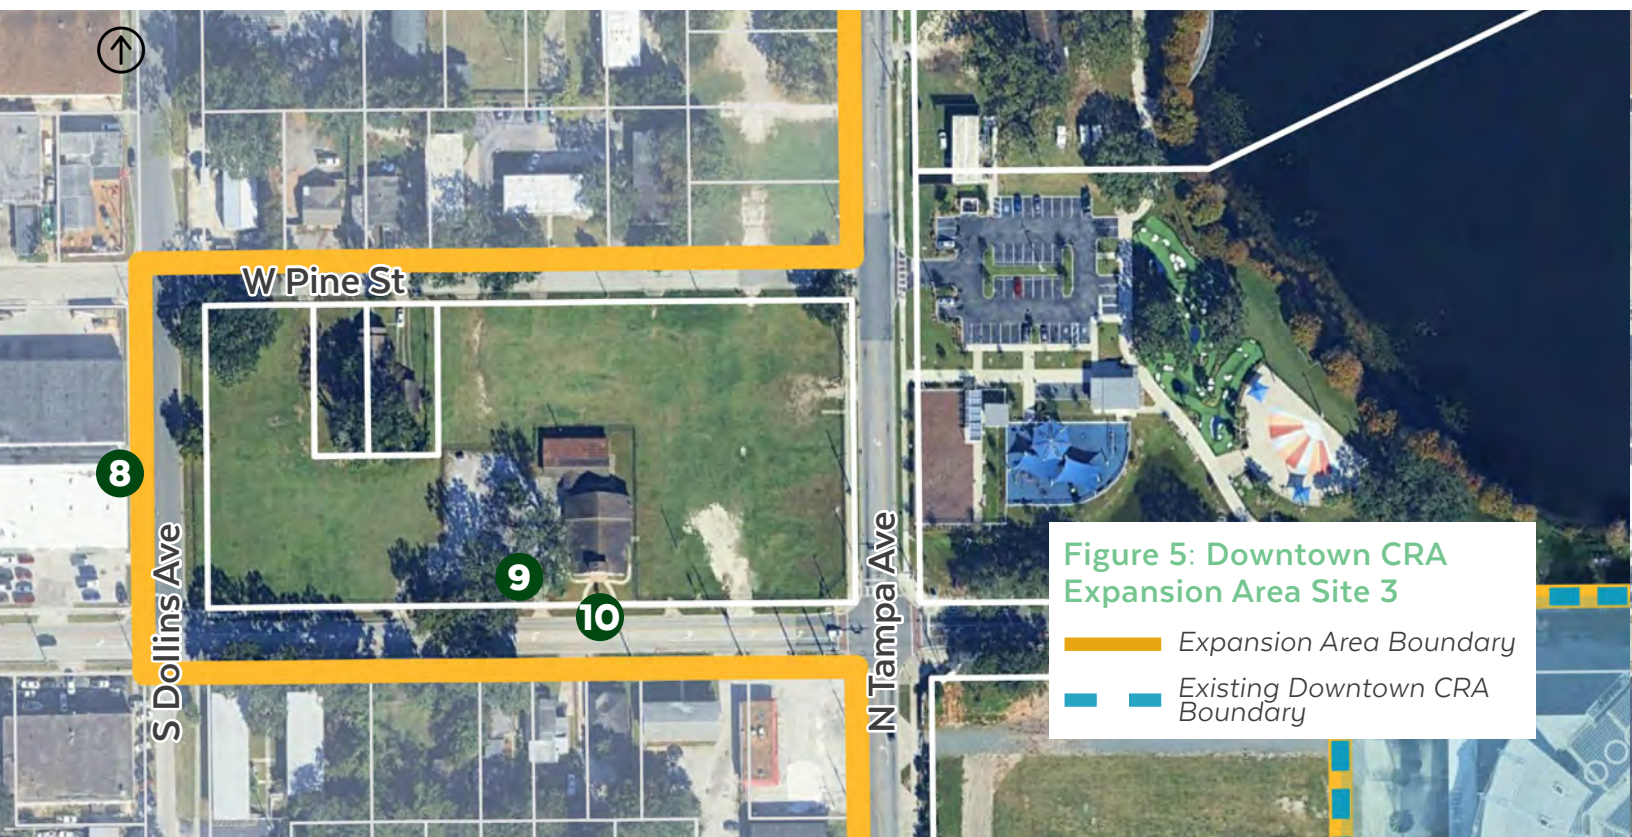 W Pine St
8
S Dollins Ave
9
10
N Tampa Ave
Figure 5: Downtown CRA
Expansion Area Site 3
Expansion Area Boundary
Existing Downtown CRA
Boundary